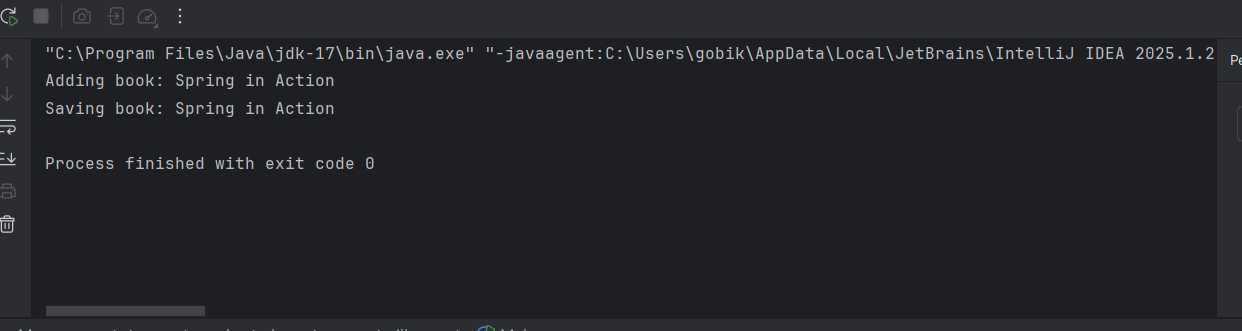 "C:\Program Files\Java\jdk-17\bin\java.exe" "-javaagent:C:\Users\gobik\AppData\Local\JetBrains\IntelliJ IDEA 2025.1.2
Pe
Adding book: Spring in Action
Saving book: Spring in Action
Process finished with exit code 0